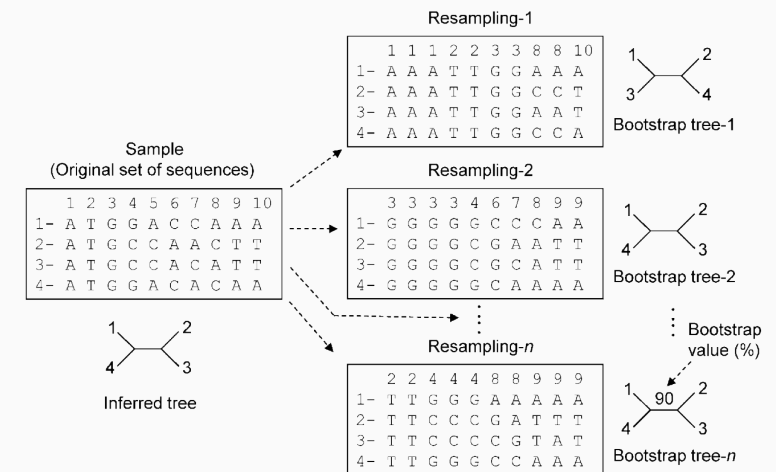 Resampling-1
1 1 1 2 2 3 3 8 8 10
1- A A A T T G G A A A
2- A A A T T G G C C T
3- A A A T T G G A A T
4- A A A T T G G C C A
1 2
3 4
Bootstrap tree-1
Sample
(Original set of sequences)
1 2 3 4 5 6 7 8 9 10
1- A T G G A C C A A A
2- A T G C C A A C T T
3- A T G C C A C A T T
4- A T G G A C A C A A
1 2
4 3
Inferred tree
Resampling-2
3 3 3 3 4 6 7 8 9 9
1- G G G G G C C C A A
2- G G G G C G A A T T
3- G G G G C G C A T T
4- G G G G G C A A A A
1 2
4 3
Bootstrap tree-2
Resampling-n
2 2 4 4 4 8 8 9 9 9
1- T T G G G A A A A A
2- T T C C C G A T T T
3- T T C C C C G T A T
4- T T G G G C C A A A
Bootstrap
value (%)
1 90 2
4 3
Bootstrap tree-n